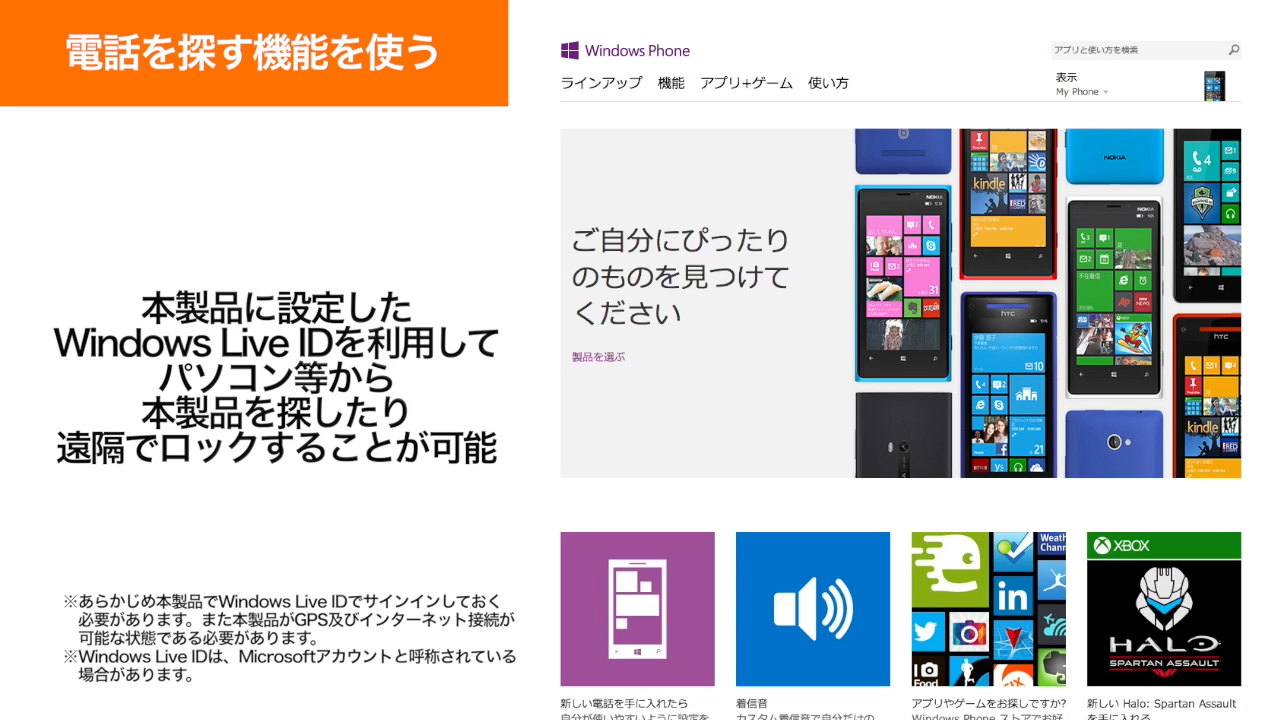 電話を探す機能を使う
本製品に設定した
Windows Live IDを利用して
パソコン等から
本製品を探したり
遠隔でロックすることが可能
※あらかじめ本製品でWindows Live IDでサインインしておく
必要があります。また本製品がGPS及びインターネット接続が
可能な状態である必要があります。
※Windows Live IDは、Microsoftアカウントと呼称されている
場合があります。
Windows Phone
アプリと使い方を検索
ラインアップ 機能 アプリ+ゲーム 使い方
表示
My Phone
ご自分にぴったり
のものを見つけて
ください
製品を選ぶ
NOKIA
NOKIA
NOKIA
kindle
hTC
hTC
kindle
XBOX
in
Food
HALO
SPARTAN ASSAULT
新しい電話を手に入れたら
着信音
アプリやゲームをお探しですか?
新しい Halo: Spartan Assault